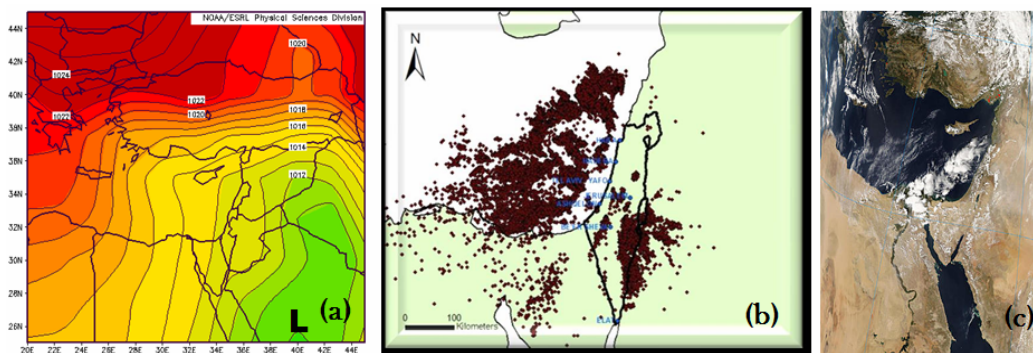 NOAA/ESRL Physical Sciences Division
44N
42N
40N
38N
36N
34N
32N
30N
28N
26N
1020
1024
1022
1022
1020
1018
1016
1014
1012
L
(a)
20E 22E 24E 26E 28E 30E 32E 34E 36E 38E 40E 42E 44E
N
0 100
Kilometers
(b)
(c)